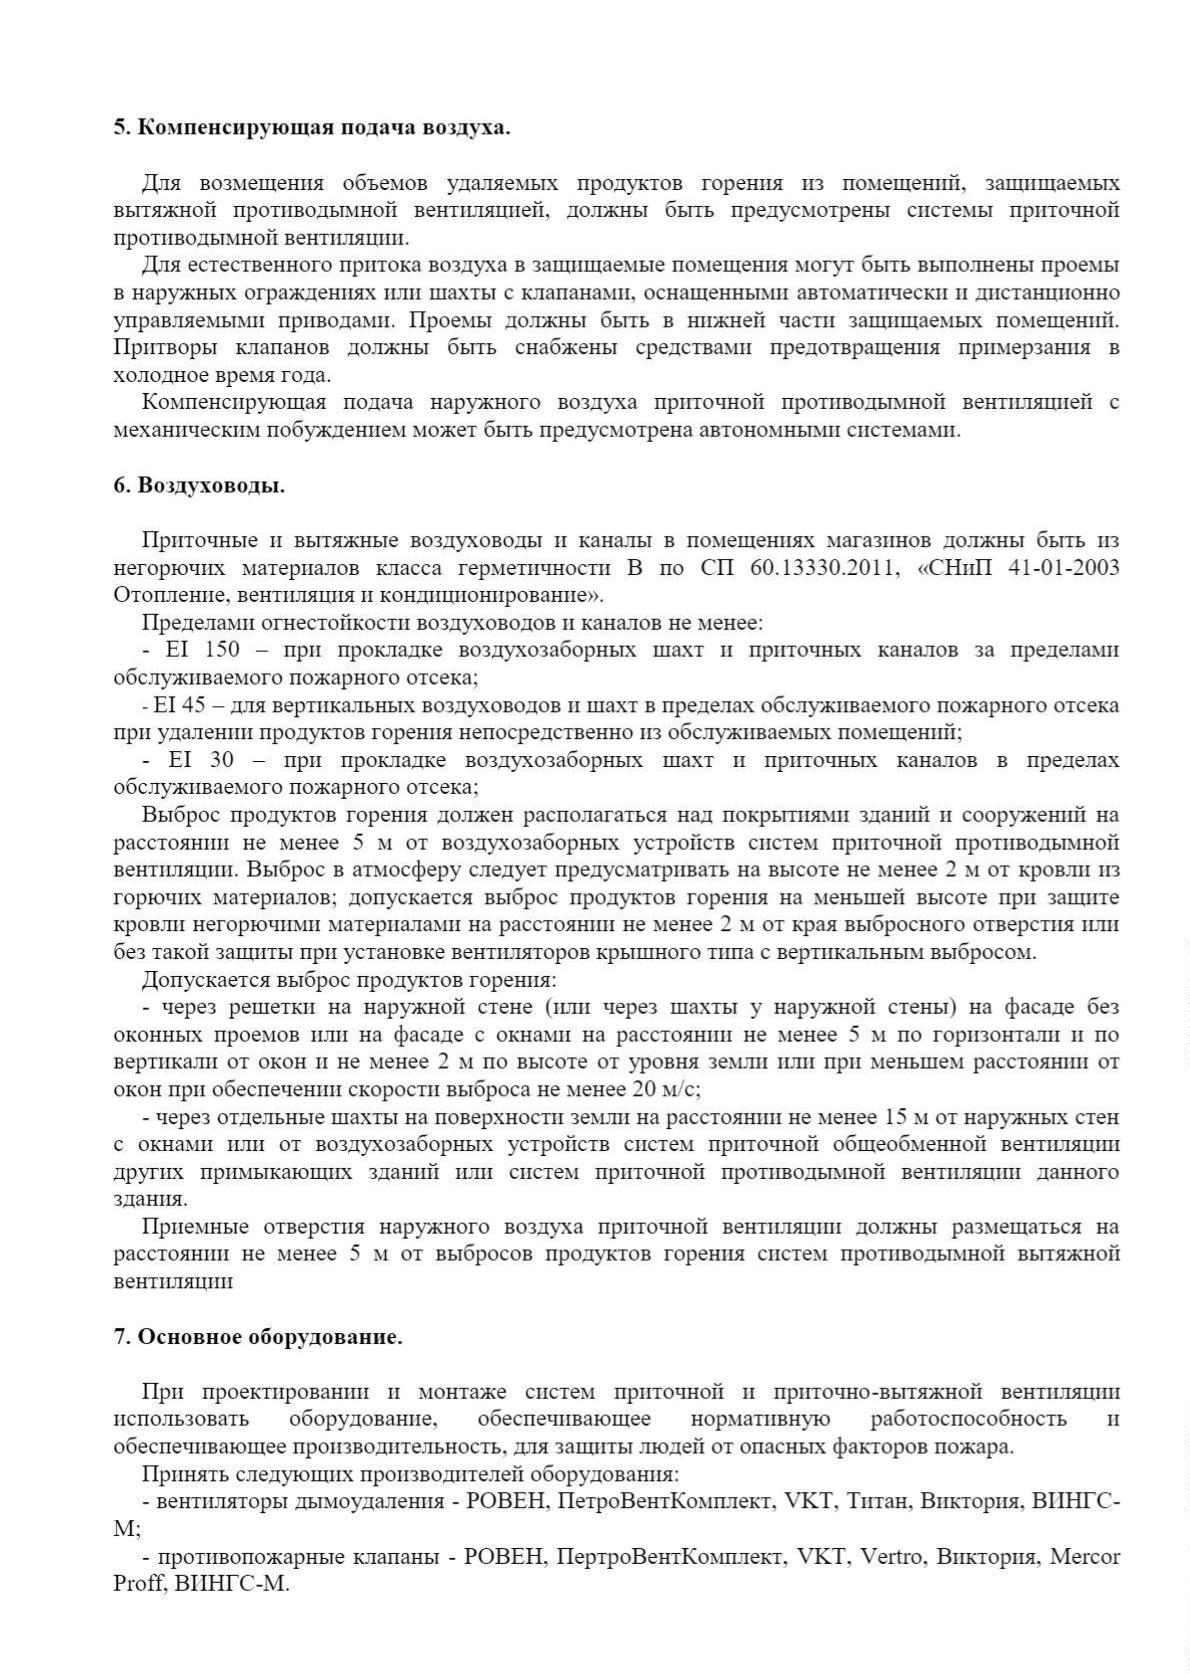 5. Компенсирующая подача воздуха.
Для возмещения объемов удаляемых продуктов горения из помещений, защищаемых
вытяжной противодымной вентиляцией, должны быть предусмотрены системы приточной
противодымной вентиляции.
Для естественного притока воздуха в защищаемые помещения могут быть выполнены проемы
в наружных ограждениях или шахты с клапанами, оснащенными автоматически и дистанционно
управляемыми приводами. Проемы должны быть в нижней части защищаемых помещений.
Притворы клапанов должны быть снабжены средствами предотвращения примерзания в
холодное время года.
Компенсирующая подача наружного воздуха приточной противодымной вентиляцией с
механическим побуждением может быть предусмотрена автономными системами.
6. Воздуховоды.
Приточные и вытяжные воздуховоды и каналы в помещениях магазинов должны быть из
негорючих материалов класса герметичности В по СП 60.13330.2011, «СНиП 41-01-2003
Отопление, вентиляция и кондиционирование».
Пределами огнестойкости воздуховодов и каналов не менее:
- EI 150 – при прокладке воздухозаборных шахт и приточных каналов за пределами
обслуживаемого пожарного отсека;
- EI 45 – для вертикальных воздуховодов и шахт в пределах обслуживаемого пожарного отсека
при удалении продуктов горения непосредственно из обслуживаемых помещений;
- EI 30 – при прокладке воздухозаборных шахт и приточных каналов в пределах
обслуживаемого пожарного отсека;
Выброс продуктов горения должен располагаться над покрытиями зданий и сооружений на
расстоянии не менее 5 м от воздухозаборных устройств систем приточной противодымной
вентиляции. Выброс в атмосферу следует предусматривать на высоте не менее 2 м от кровли из
горючих материалов; допускается выброс продуктов горения на меньшей высоте при защите
кровли негорючими материалами на расстоянии не менее 2 м от края выбросного отверстия или
без такой защиты при установке вентиляторов крышного типа с вертикальным выбросом.
Допускается выброс продуктов горения:
- через решетки на наружной стене (или через шахты у наружной стены) на фасаде без
оконных проемов или на фасаде с окнами на расстоянии не менее 5 м по горизонтали и по
вертикали от окон и не менее 2 м по высоте от уровня земли или при меньшем расстоянии от
окон при обеспечении скорости выброса не менее 20 м/с;
- через отдельные шахты на поверхности земли на расстоянии не менее 15 м от наружных стен
с окнами или от воздухозаборных устройств систем приточной общеобменной вентиляции
других примыкающих зданий или систем приточной противодымной вентиляции данного
здания.
Приемные отверстия наружного воздуха приточной вентиляции должны размещаться на
расстоянии не менее 5 м от выбросов продуктов горения систем противодымной вытяжной
вентиляции
7. Основное оборудование.
При проектировании и монтаже систем приточной и приточно-вытяжной вентиляции
использовать оборудование, обеспечивающее нормативную работоспособность и
обеспечивающее производительность, для защиты людей от опасных факторов пожара.
Принять следующих производителей оборудования:
- вентиляторы дымоудаления - РОВЕН, ПетроВентКомплект, VKT, Титан, Виктория, ВИНГС-
М;
- противопожарные клапаны - РОВЕН, ПертроВентКомплект, VKT, Vertro, Виктория, Mercor
Proff, ВИНГС-М.